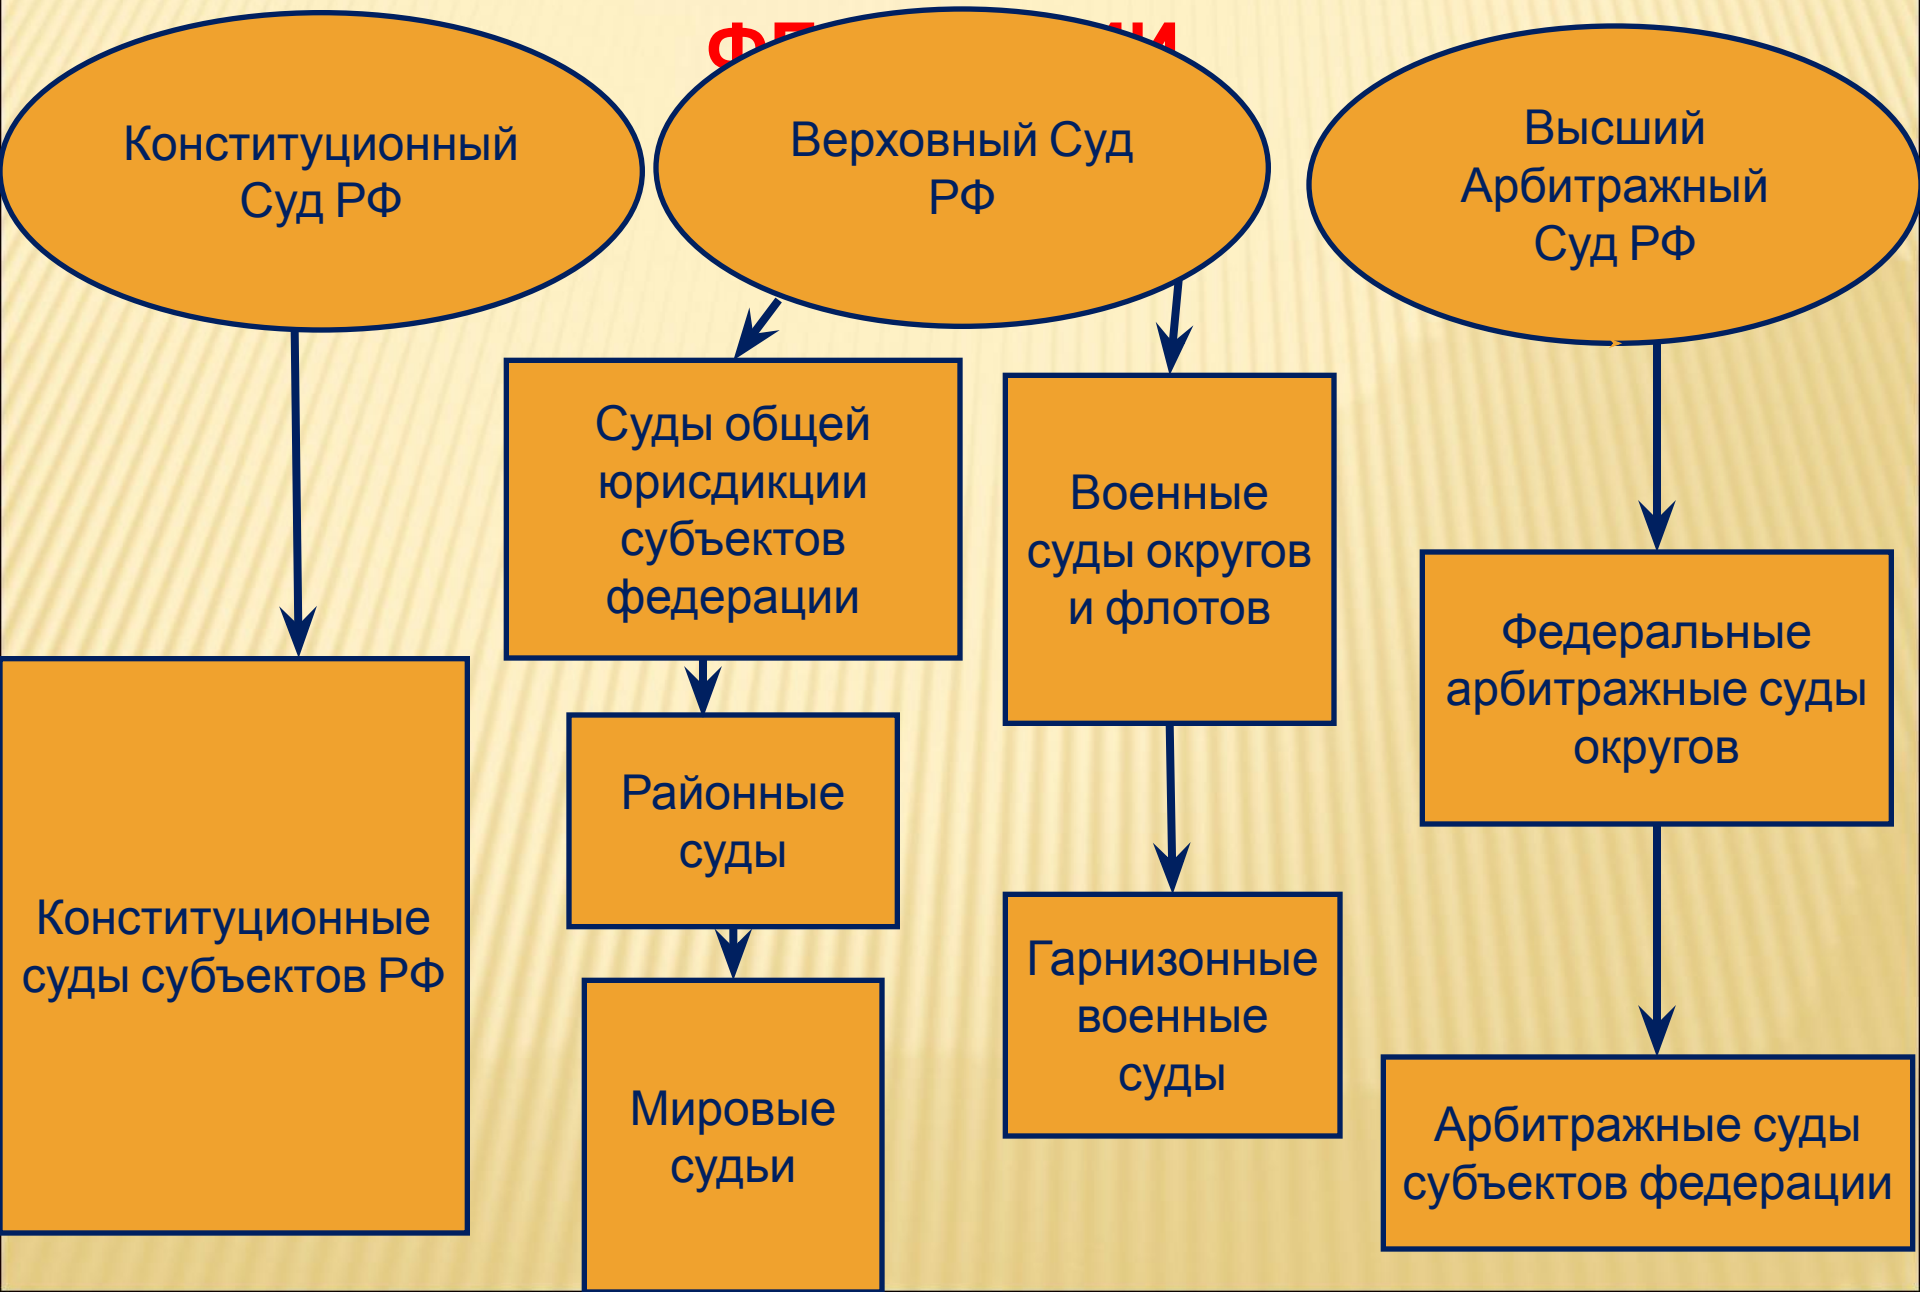 Конституционный
Суд РФ
Верховный Суд
РФ
Высший
Арбитражный
Суд РФ
Суды общей
юрисдикции
субъектов
федерации
Военные
суды округов
и флотов
Федеральные
арбитражные суды
округов
Районные
суды
Конституционные
суды субъектов РФ
Гарнизонные
военные
суды
Мировые
судьи
Арбитражные суды
субъектов федерации